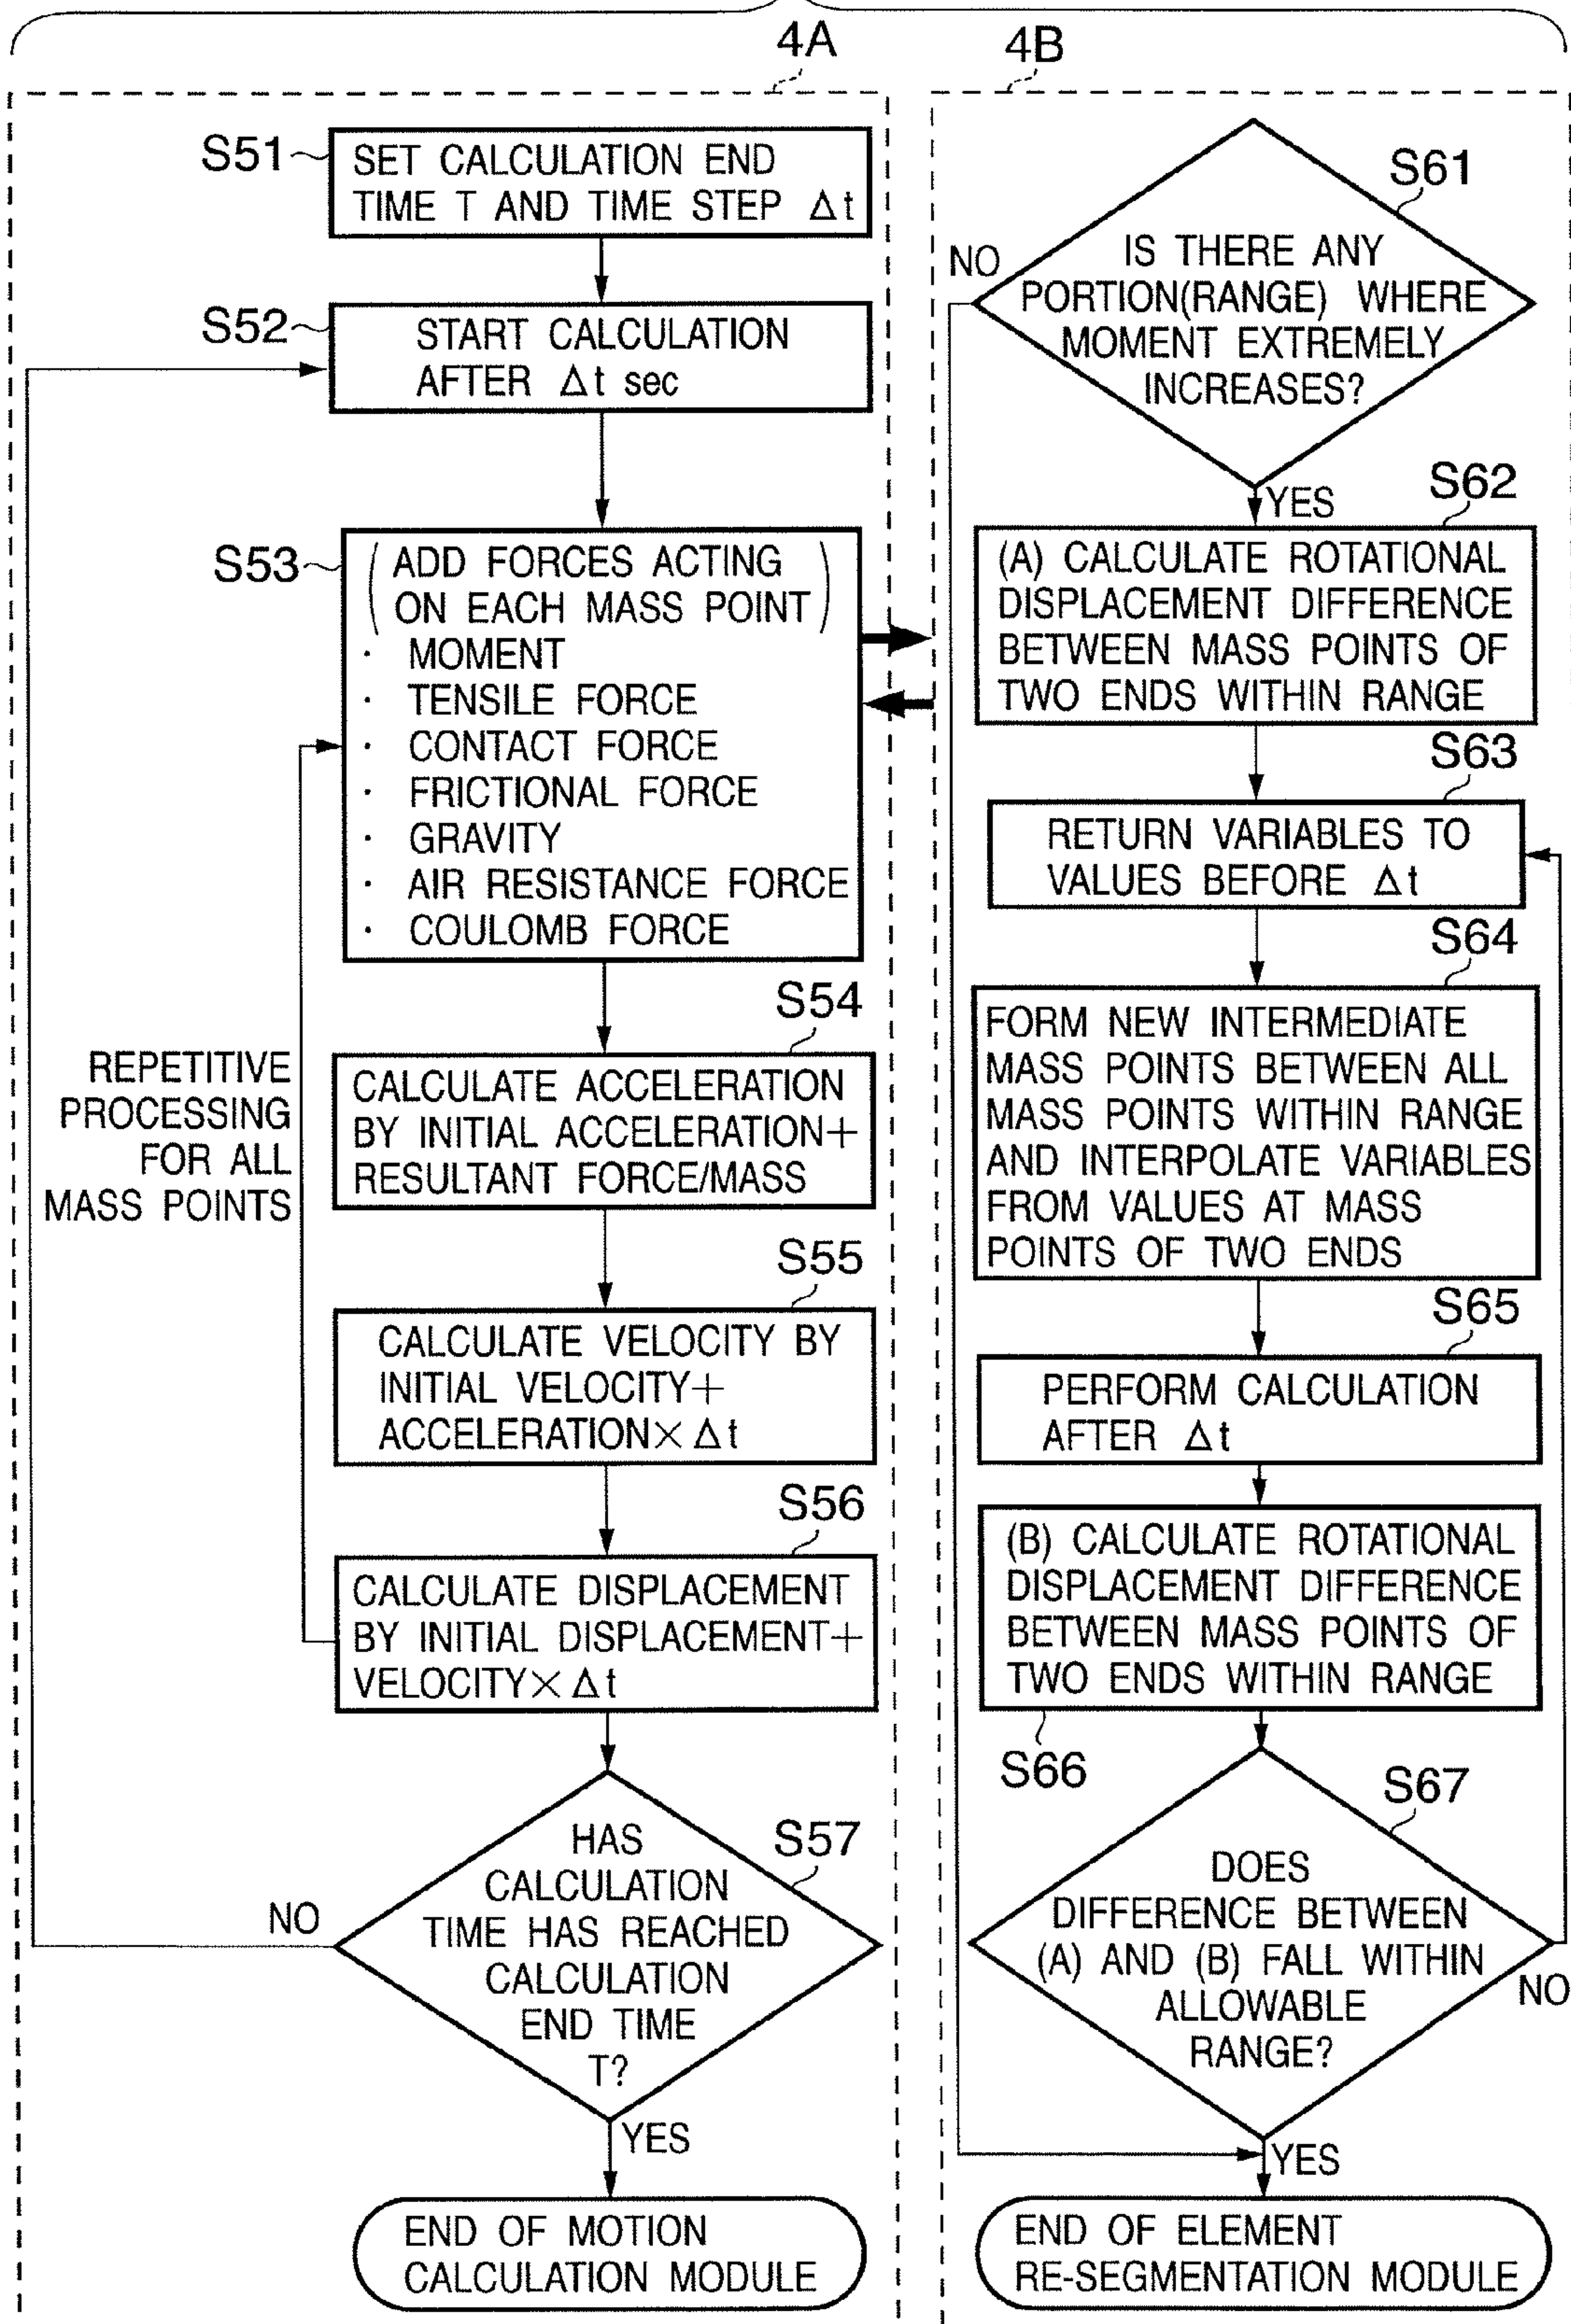 4A
S51
SET CALCULATION END
TIME T AND TIME STEP Δt
S52
START CALCULATION
AFTER Δt sec
S53
(ADD FORCES ACTING
ON EACH MASS POINT)
· MOMENT
· TENSILE FORCE
· CONTACT FORCE
· FRICTIONAL FORCE
· GRAVITY
· AIR RESISTANCE FORCE
· COULOMB FORCE
REPETITIVE
PROCESSING
FOR ALL
MASS POINTS
S54
CALCULATE ACCELERATION
BY INITIAL ACCELERATION+
RESULTANT FORCE/MASS
S55
CALCULATE VELOCITY BY
INITIAL VELOCITY+
ACCELERATION× Δt
S56
CALCULATE DISPLACEMENT
BY INITIAL DISPLACEMENT+
VELOCITY× Δt
S57
HAS
CALCULATION
TIME HAS REACHED
CALCULATION
END TIME
T?
NO
YES
END OF MOTION
CALCULATION MODULE
4B
S61
IS THERE ANY
PORTION(RANGE) WHERE
MOMENT EXTREMELY
INCREASES?
NO
YES
S62
(A) CALCULATE ROTATIONAL
DISPLACEMENT DIFFERENCE
BETWEEN MASS POINTS OF
TWO ENDS WITHIN RANGE
S63
RETURN VARIABLES TO
VALUES BEFORE Δt
S64
FORM NEW INTERMEDIATE
MASS POINTS BETWEEN ALL
MASS POINTS WITHIN RANGE
AND INTERPOLATE VARIABLES
FROM VALUES AT MASS
POINTS OF TWO ENDS
S65
PERFORM CALCULATION
AFTER Δt
(B) CALCULATE ROTATIONAL
DISPLACEMENT DIFFERENCE
BETWEEN MASS POINTS OF
TWO ENDS WITHIN RANGE
S66
S67
DOES
DIFFERENCE BETWEEN
(A) AND (B) FALL WITHIN
ALLOWABLE
RANGE?
NO
YES
END OF ELEMENT
RE-SEGMENTATION MODULE